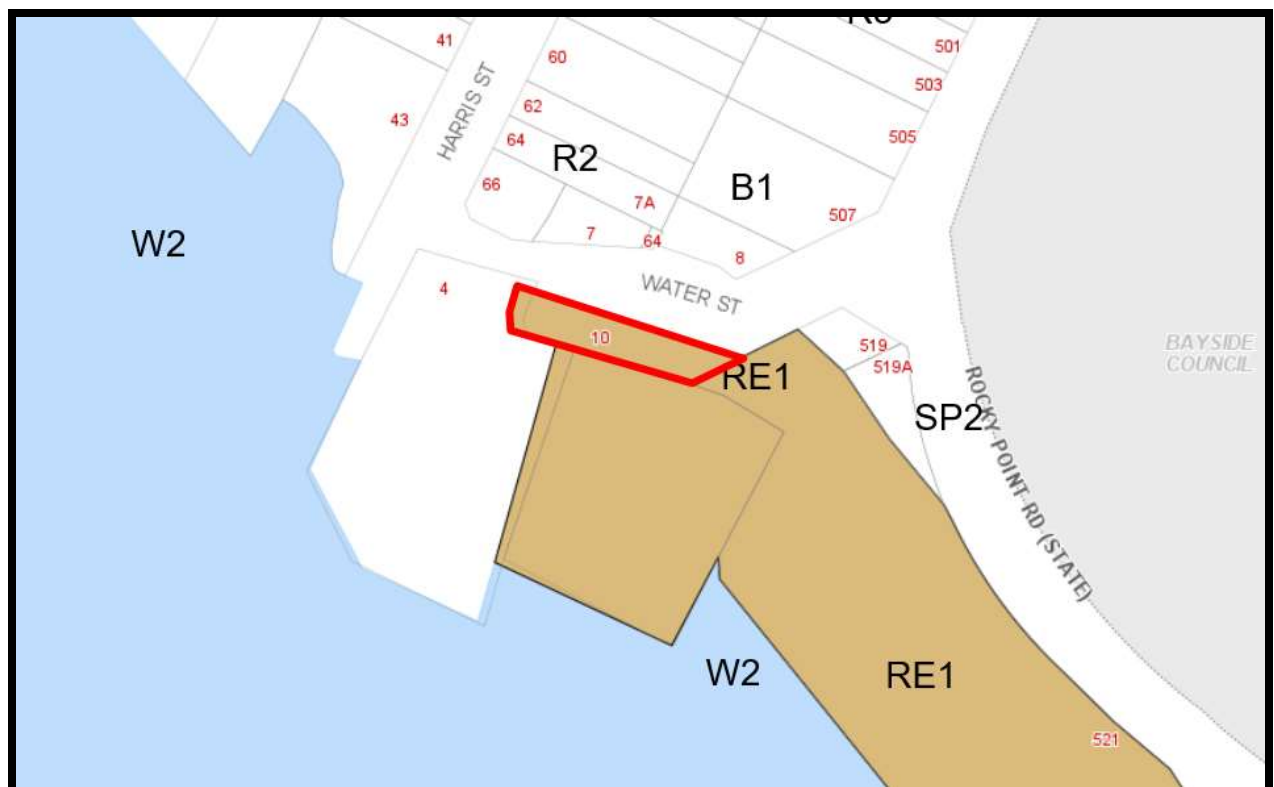 501
41
60
503
HARRIS ST
62
43
505
64
R2
66
B1
7A
507
7
64
W2
8
4
WATER ST
10
519
BAYSIDE
COUNCIL
519A
RE1
SP2
ROCKY POINT RD (STATE)
W2
RE1
521